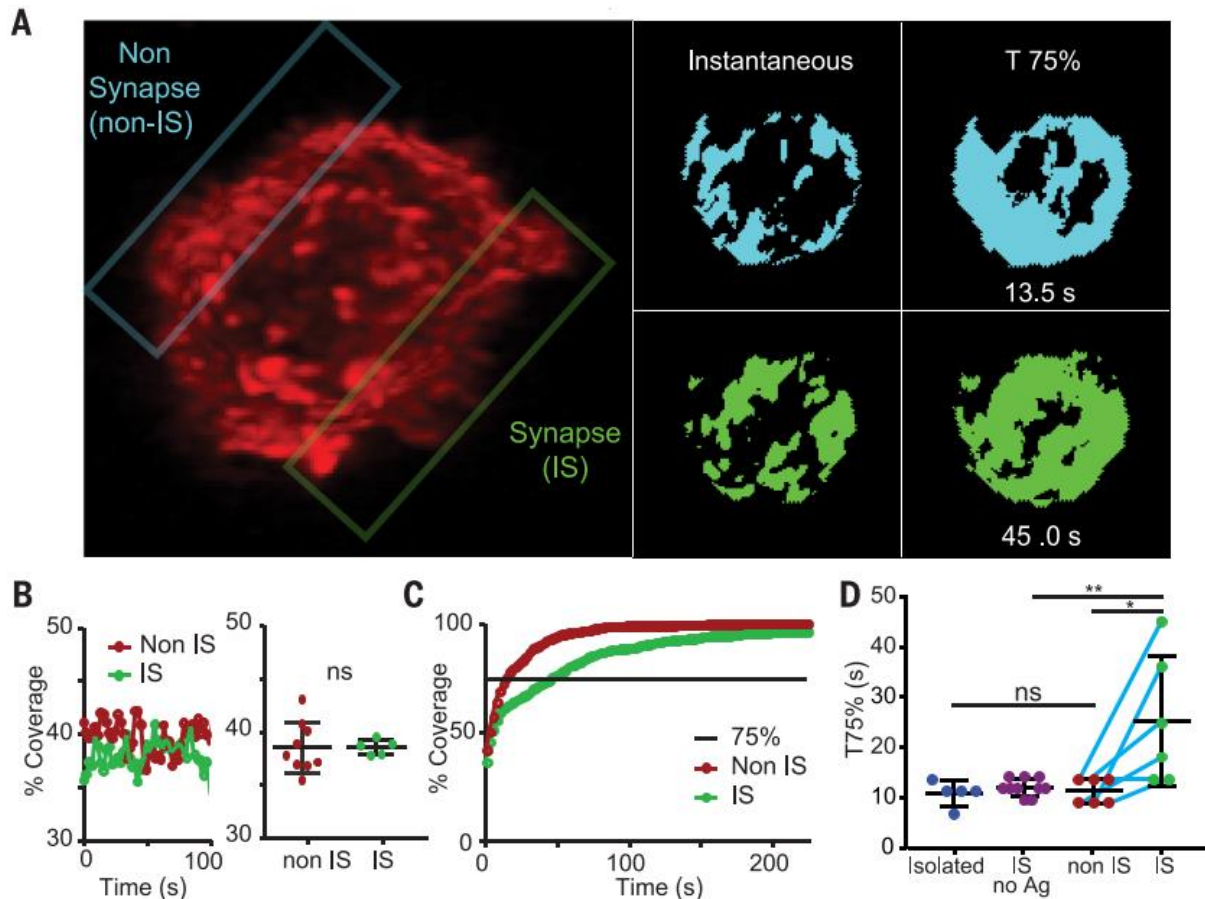 A
Non
Synapse
(non-IS)
Synapse
(IS)
Instantaneous
T 75%
13.5 s
45 .0 s
B
50
40
30
% Coverage
Non IS
IS
0
100
Time (s)
50
40
30
ns
non IS
IS
C
100
50
0
% Coverage
75%
Non IS
IS
0
100
200
Time (s)
D
50
40
30
20
10
0
T75% (s)
**
*
ns
Isolated
IS
no Ag
non IS
IS